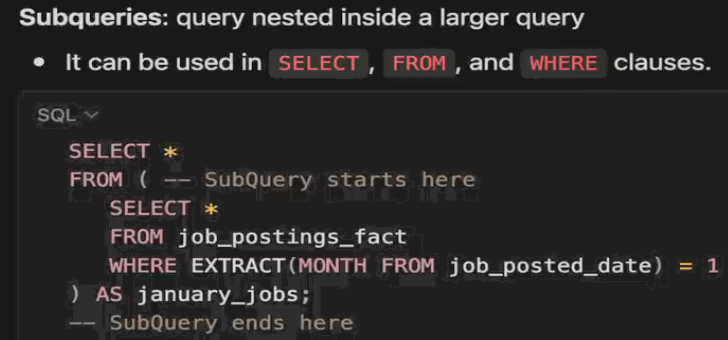 Subqueries: query nested inside a larger query
• It can be used in SELECT, FROM, and WHERE clauses.
SQL
SELECT *
FROM ( -- SubQuery starts here
SELECT *
FROM job_postings_fact
WHERE EXTRACT(MONTH FROM job_posted_date) = 1
) AS january_jobs;
-- SubQuery ends here